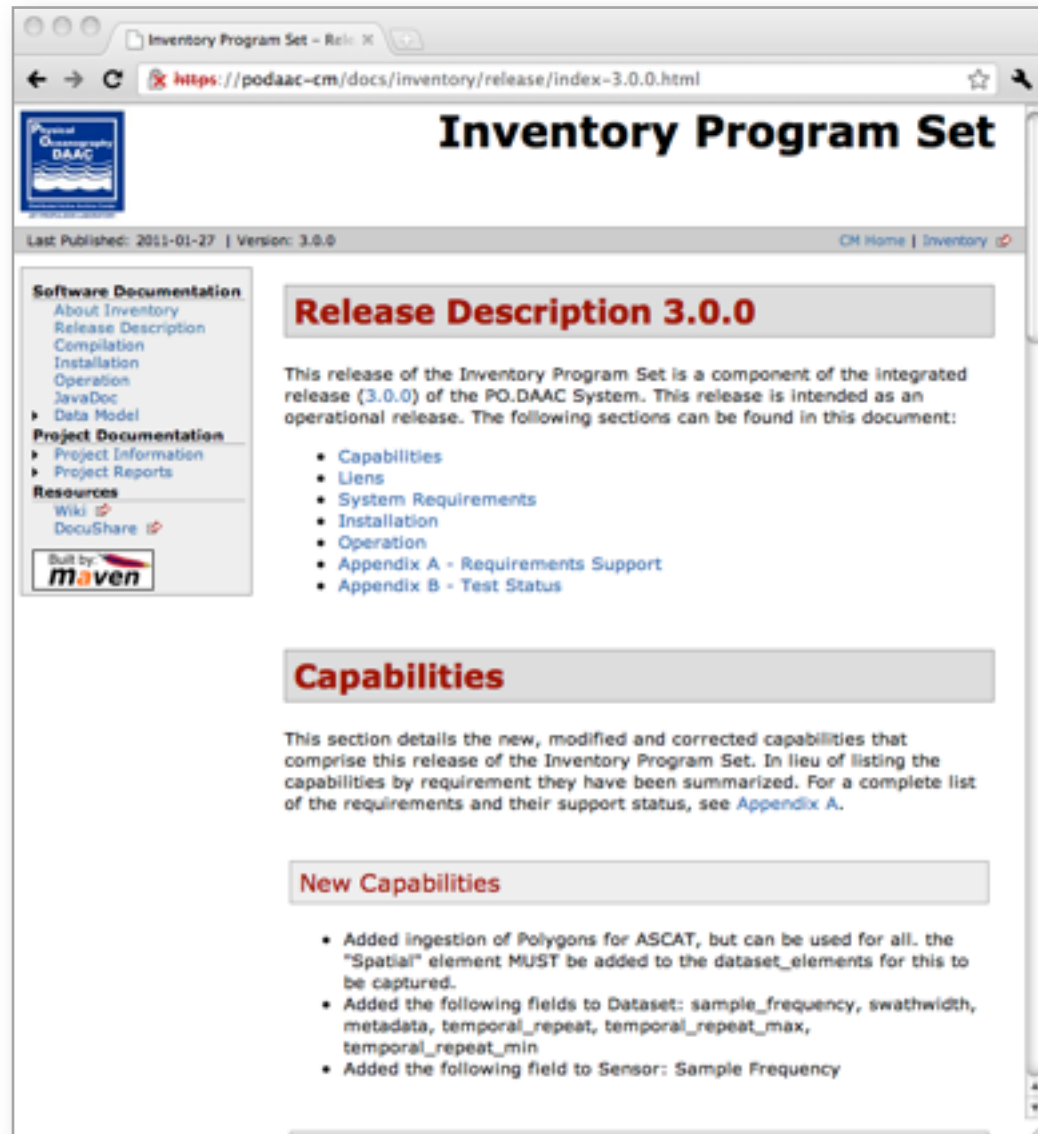 Inventory Program Set – Rele
https://podaac-cm/docs/inventory/release/index-3.0.0.html
Physical
Oceanography
DAAC
Inventory Program Set
Last Published: 2011-01-27 | Version: 3.0.0
CM Home | Inventory
Software Documentation
About Inventory
Release Description
Compilation
Installation
Operation
JavaDoc
Data Model
Project Documentation
Project Information
Project Reports
Resources
Wiki
DocuShare
Built by:
maven
Release Description 3.0.0
This release of the Inventory Program Set is a component of the integrated
release (3.0.0) of the PO.DAAC System. This release is intended as an
operational release. The following sections can be found in this document:
• Capabilities
• Liens
• System Requirements
• Installation
• Operation
• Appendix A - Requirements Support
• Appendix B - Test Status
Capabilities
This section details the new, modified and corrected capabilities that
comprise this release of the Inventory Program Set. In lieu of listing the
capabilities by requirement they have been summarized. For a complete list
of the requirements and their support status, see Appendix A.
New Capabilities
• Added ingestion of Polygons for ASCAT, but can be used for all. the
"Spatial" element MUST be added to the dataset_elements for this to
be captured.
• Added the following fields to Dataset: sample_frequency, swathwidth,
metadata, temporal_repeat, temporal_repeat_max,
temporal_repeat_min
• Added the following field to Sensor: Sample Frequency